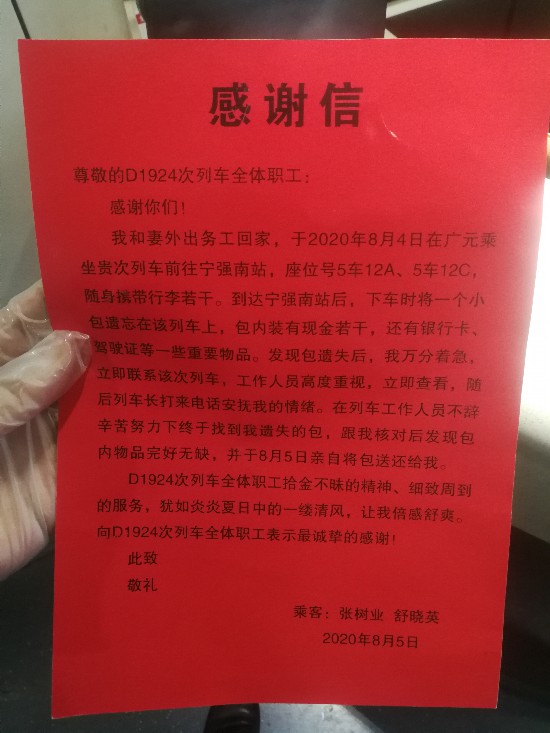 感谢信
尊敬的D1924次列车全体职工：
感谢你们！
我和妻外出务工回家，于2020年8月4日在广元乘
坐贵次列车前往宁强南站，座位号5车12A、5车12C，
随身携带行李若干。到达宁强南站后，下车时将一个小
包遗忘在该列车上，包内装有现金若干，还有银行卡、
驾驶证等一些重要物品。发现包遗失后，我万分着急，
立即联系该次列车，工作人员高度重视，立即查看，随
后列车长打来电话安抚我的情绪。在列车工作人员不辞
辛苦努力下终于找到我遗失的包，跟我核对后发现包
内物品完好无缺，并于8月5日亲自将包送还给我。
D1924次列车全体职工拾金不昧的精神、细致周到
的服务，犹如炎炎夏日中的一缕清风，让我倍感舒爽。
向D1924次列车全体职工表示最诚挚的感谢！
此致
敬礼
乘客：张树业 舒晓英
2020年8月5日